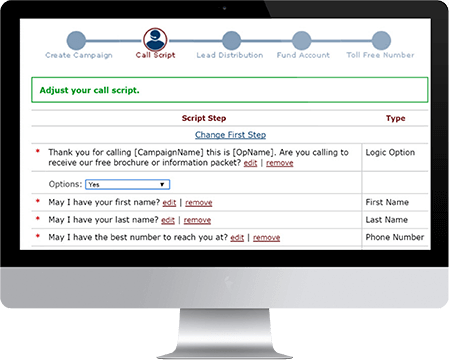 Create Campaign Call Script Lead Distribution Fund Account Toll Free Number
Adjust your call script.
Script Step Type
Change First Step
* Thank you for calling [CampaignName] this is [OpName]. Are you calling to Logic Option
receive our free brochure or information packet? edit | remove
Options: Yes
* May I have your first name? edit | remove First Name
* May I have your last name? edit | remove Last Name
* May I have the best number to reach you at? edit | remove Phone Number